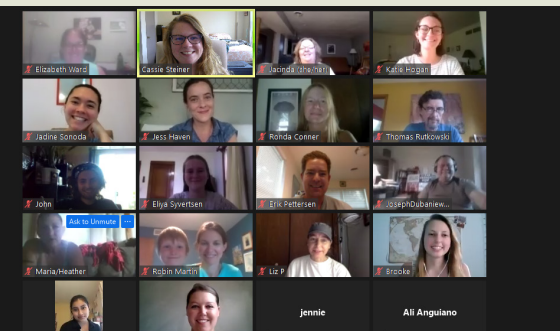 Elizabeth Ward
Cassie Steiner
Jacinda (she/her)
Katie Hogan
Jadine Sonoda
Jess Haven
Ronda Conner
Thomas Rutkowski
John
Eliya Syvertsen
Erik Pettersen
JosephDubaniew...
Ask to Unmute ...
Maria/Heather
Robin Martin
Liz P
Brooke
jennie
Ali Anguiano